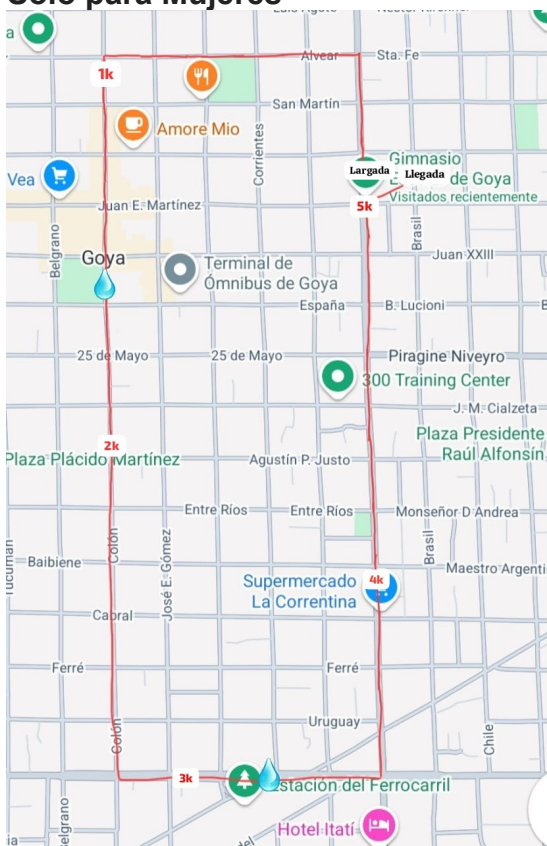 Solo para Mujeres
a
Alvear
Sta. Fe
1k
San Martín
Amore Mio
Corrientes
Gimnasio
Largada
Llegada
de Goya
Vea
Visitados recientemente
5k
Juan E. Martínez
Belgrano
Brasil
Goya
Juan XXIII
Terminal de
Ómnibus de Goya
España
B. Lucioni
25 de Mayo
25 de Mayo
Piragine Niveyro
300 Training Center
J. M. Cialzeta
Plaza Presidente
Raúl Alfonsín
2k
Plaza Plácido Martínez
Agustín P. Justo
Entre Ríos
Entre Ríos
Monseñor D Andrea
Colón
José E. Gómez
Brasil
Baibiene
Maestro Argenti
Tucumán
Supermercado
La Correntina
4k
Cabral
Ferré
Ferré
Uruguay
Colón
Chile
3k
Estación del Ferrocarril
Belgrano
Hotel Itatí
ia
del